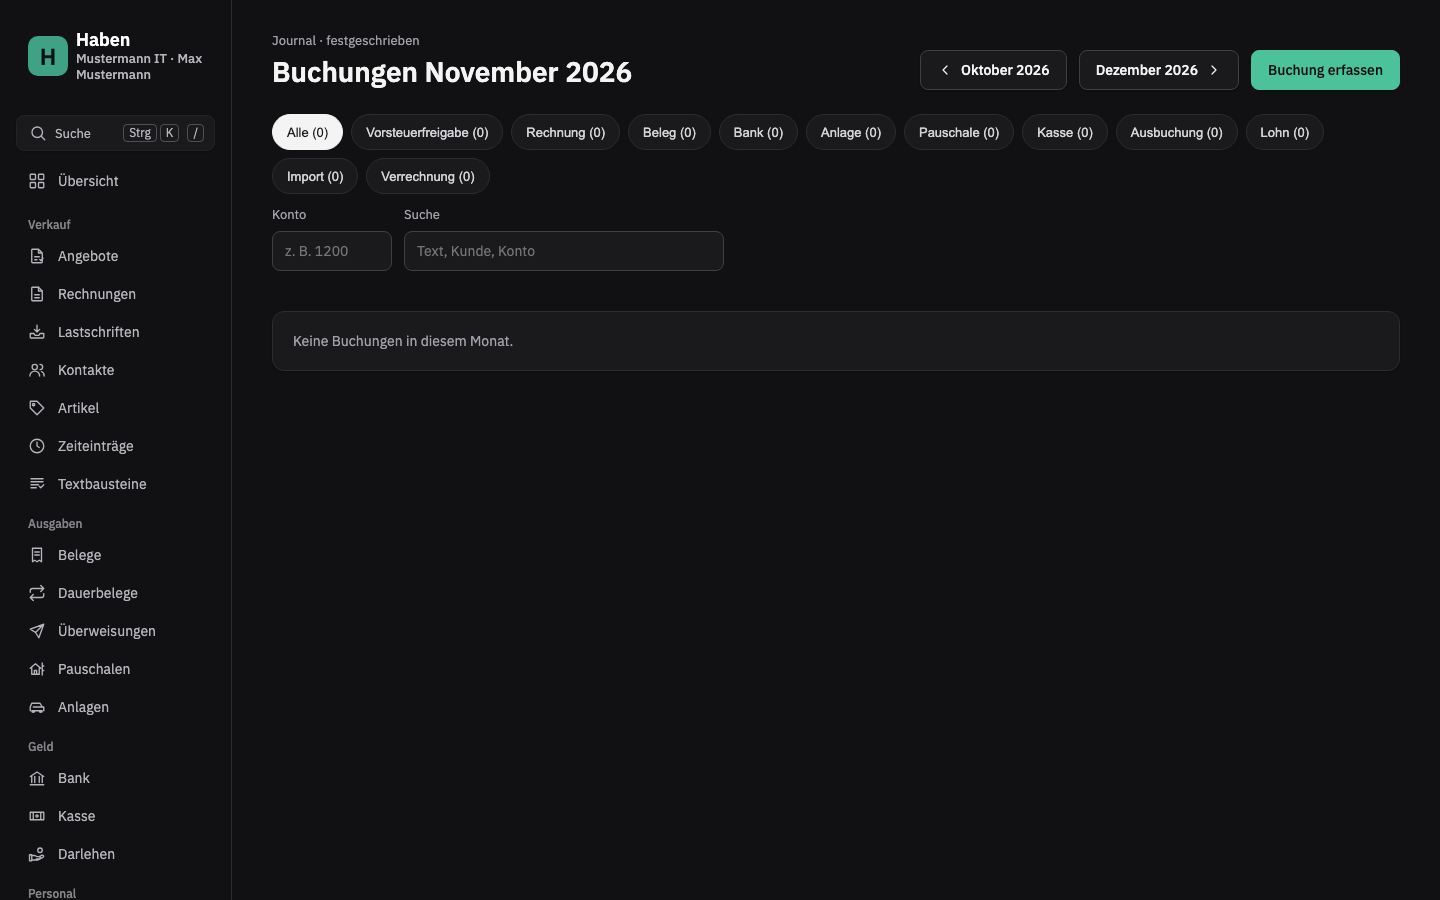 H
Haben
Mustermann IT · Max
Mustermann
Suche Strg K /
Übersicht
Verkauf
Angebote
Rechnungen
Lastschriften
Kontakte
Artikel
Zeiteinträge
Textbausteine
Ausgaben
Belege
Dauerbelege
Überweisungen
Pauschalen
Anlagen
Geld
Bank
Kasse
Darlehen
Personal
Journal · festgeschrieben
Buchungen November 2026
Oktober 2026
Dezember 2026
Buchung erfassen
Alle (0) Vorsteuerfreigabe (0) Rechnung (0) Beleg (0) Bank (0) Anlage (0) Pauschale (0) Kasse (0) Ausbuchung (0) Lohn (0)
Import (0) Verrechnung (0)
Konto Suche
z. B. 1200 Text, Kunde, Konto
Keine Buchungen in diesem Monat.